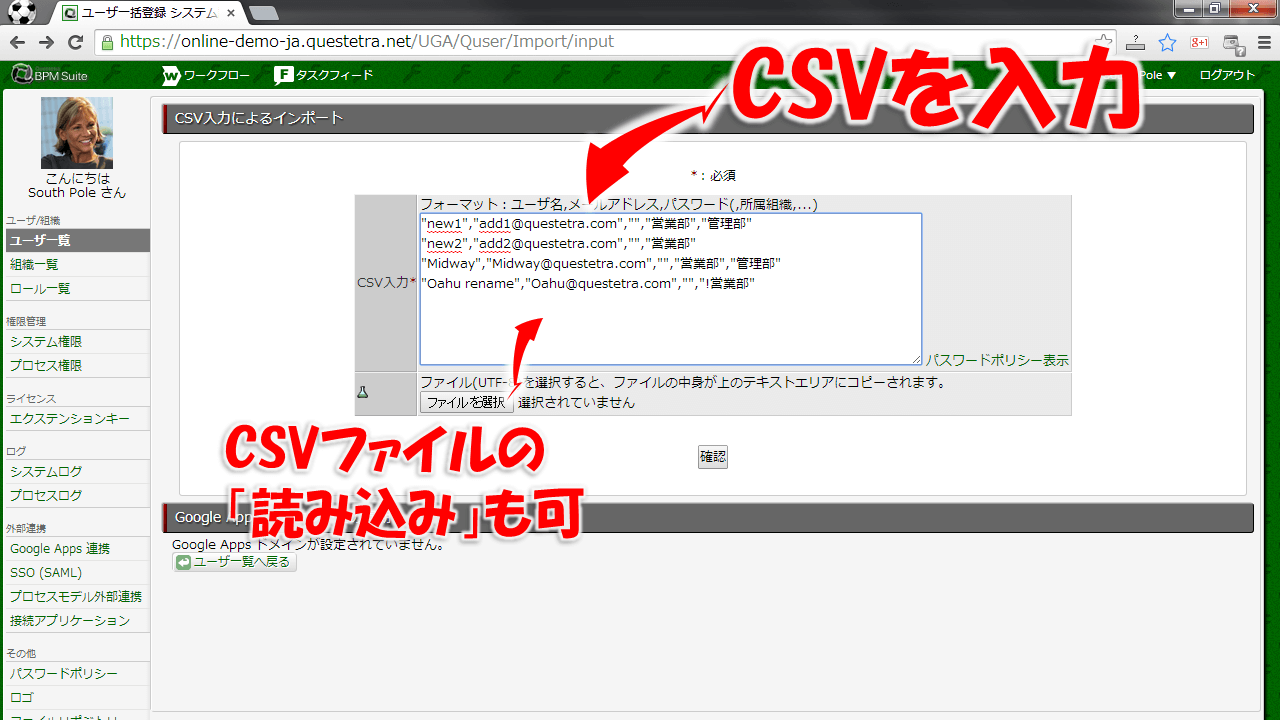 ユーザ一括登録 システム
https://online-demo-ja.questetra.net/UGA/Quser/Import/input
BPM Suite
ワークフロー
タスクフィード
Pole ▼
ログアウト
CSVを入力
こんにちは
South Pole さん
ユーザ/組織
ユーザ一覧
組織一覧
ロール一覧
権限管理
システム権限
プロセス権限
ライセンス
エクステンションキー
ログ
システムログ
プロセスログ
外部連携
Google Apps 連携
SSO (SAML)
プロセスモデル外部連携
接続アプリケーション
その他
パスワードポリシー
ロゴ
CSV入力によるインポート
* : 必須
フォーマット : ユーザ名,メールアドレス,パスワード(,所属組織,...)
CSV入力*
"new1","add1@questetra.com","","営業部","管理部"
"new2","add2@questetra.com","","営業部"
"Midway","Midway@questetra.com","","営業部","管理部"
"Oahu rename","Oahu@questetra.com","","!営業部"
パスワードポリシー表示
ファイル(UTF-8)を選択すると、ファイルの中身が上のテキストエリアにコピーされます。
ファイルを選択 選択されていません
CSVファイルの
「読み込み」も可
確認
Google Apps
Google Apps ドメインが設定されていません。
ユーザ一覧へ戻る